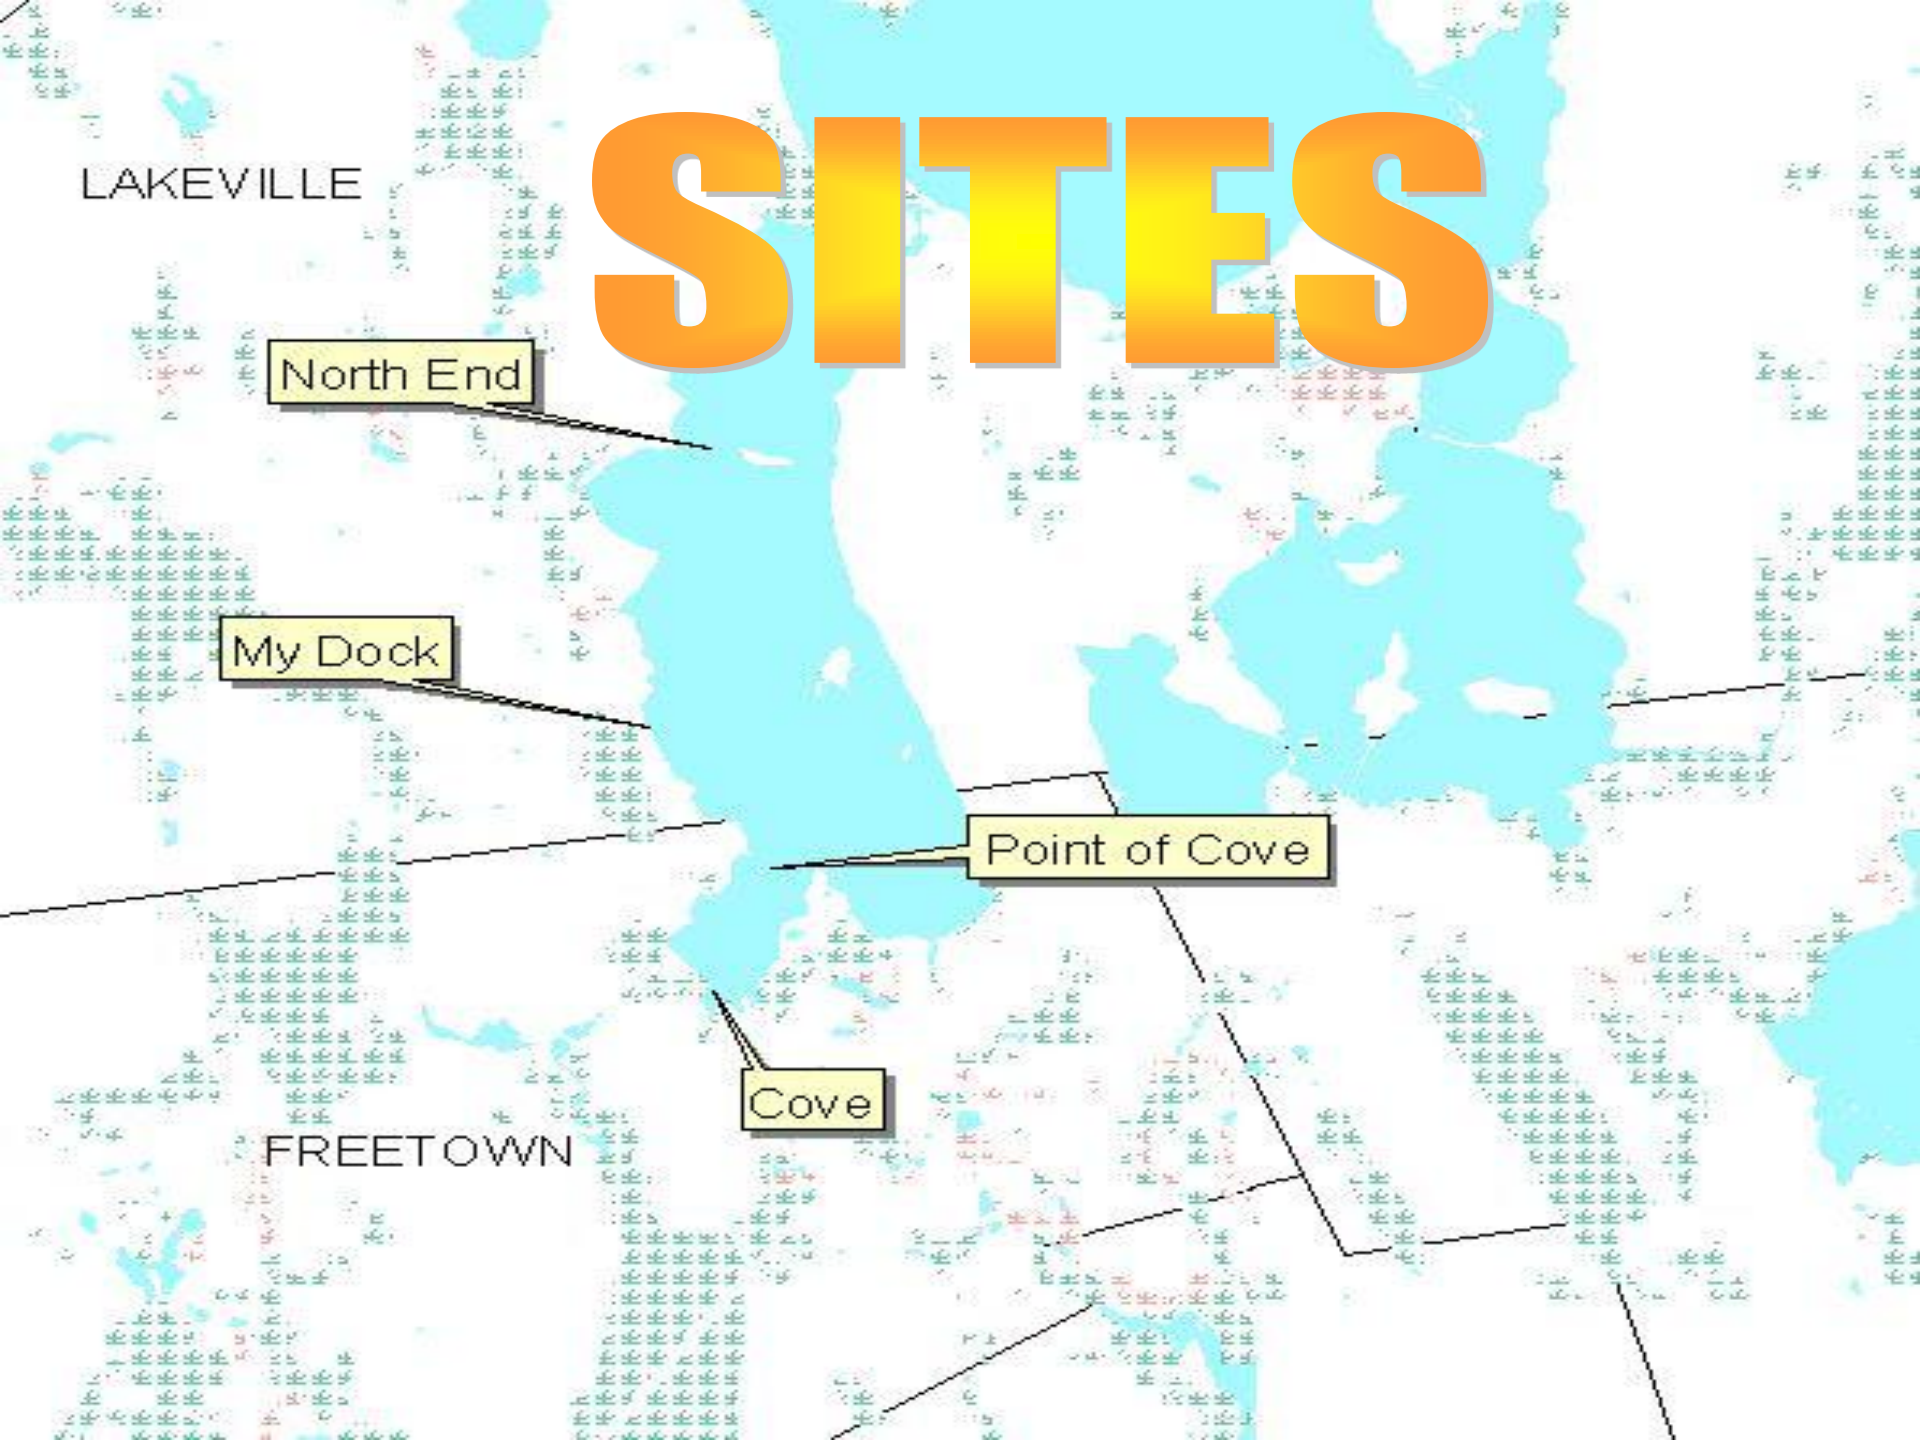 SITES
LAKEVILLE
North End
My Dock
Point of Cove
Cove
FREETOWN